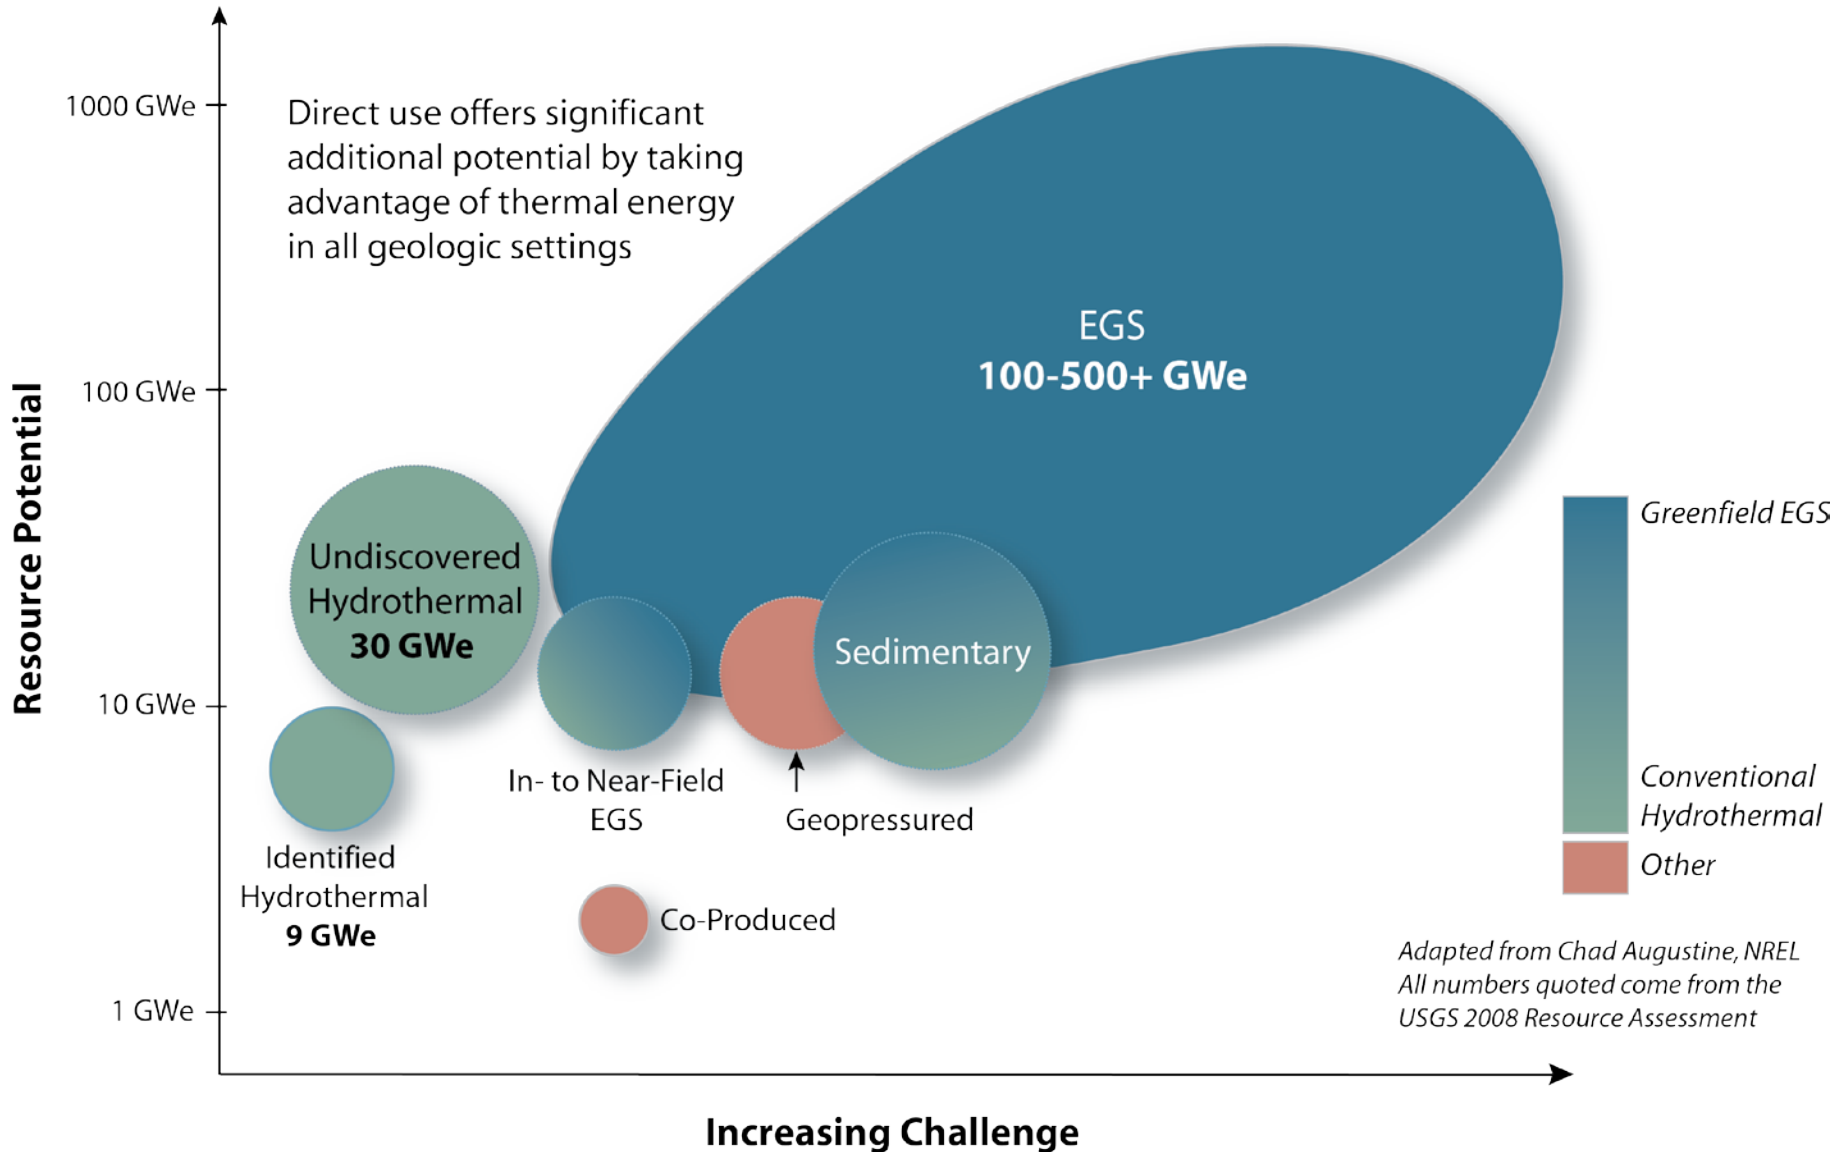 1000 GWe
Direct use offers significant
additional potential by taking
advantage of thermal energy
in all geologic settings
EGS
100-500+ GWe
100 GWe
Resource Potential
Undiscovered
Hydrothermal
30 GWe
Sedimentary
10 GWe
In- to Near-Field
EGS
Geopressured
Identified
Hydrothermal
9 GWe
Co-Produced
1 GWe
Greenfield EGS
Conventional
Hydrothermal
Other
Adapted from Chad Augustine, NREL
All numbers quoted come from the
USGS 2008 Resource Assessment
Increasing Challenge